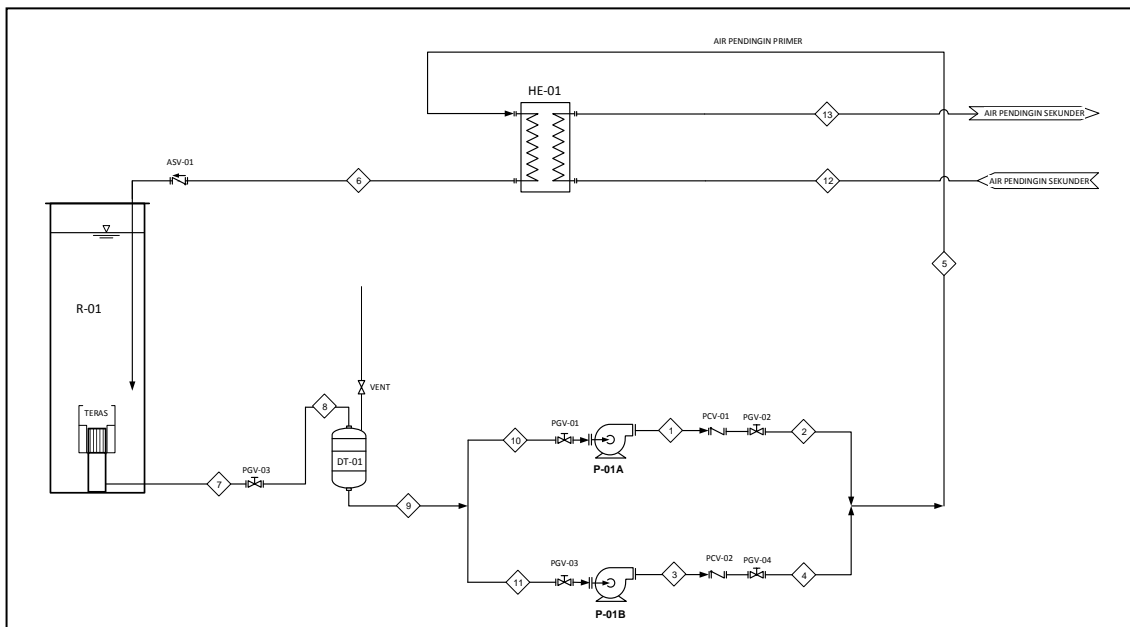 AIR PENDINGIN PRIMER
HE-01
13
AIR PENDINGIN SEKUNDER
ASV-01
6
12
AIR PENDINGIN SEKUNDER
5
R-01
VENT
8
TERAS
PGV-01
PCV-01
PGV-02
10
1
2
DT-01
P-01A
PGV-03
7
9
PGV-03
PCV-02
PGV-04
11
3
4
P-01B